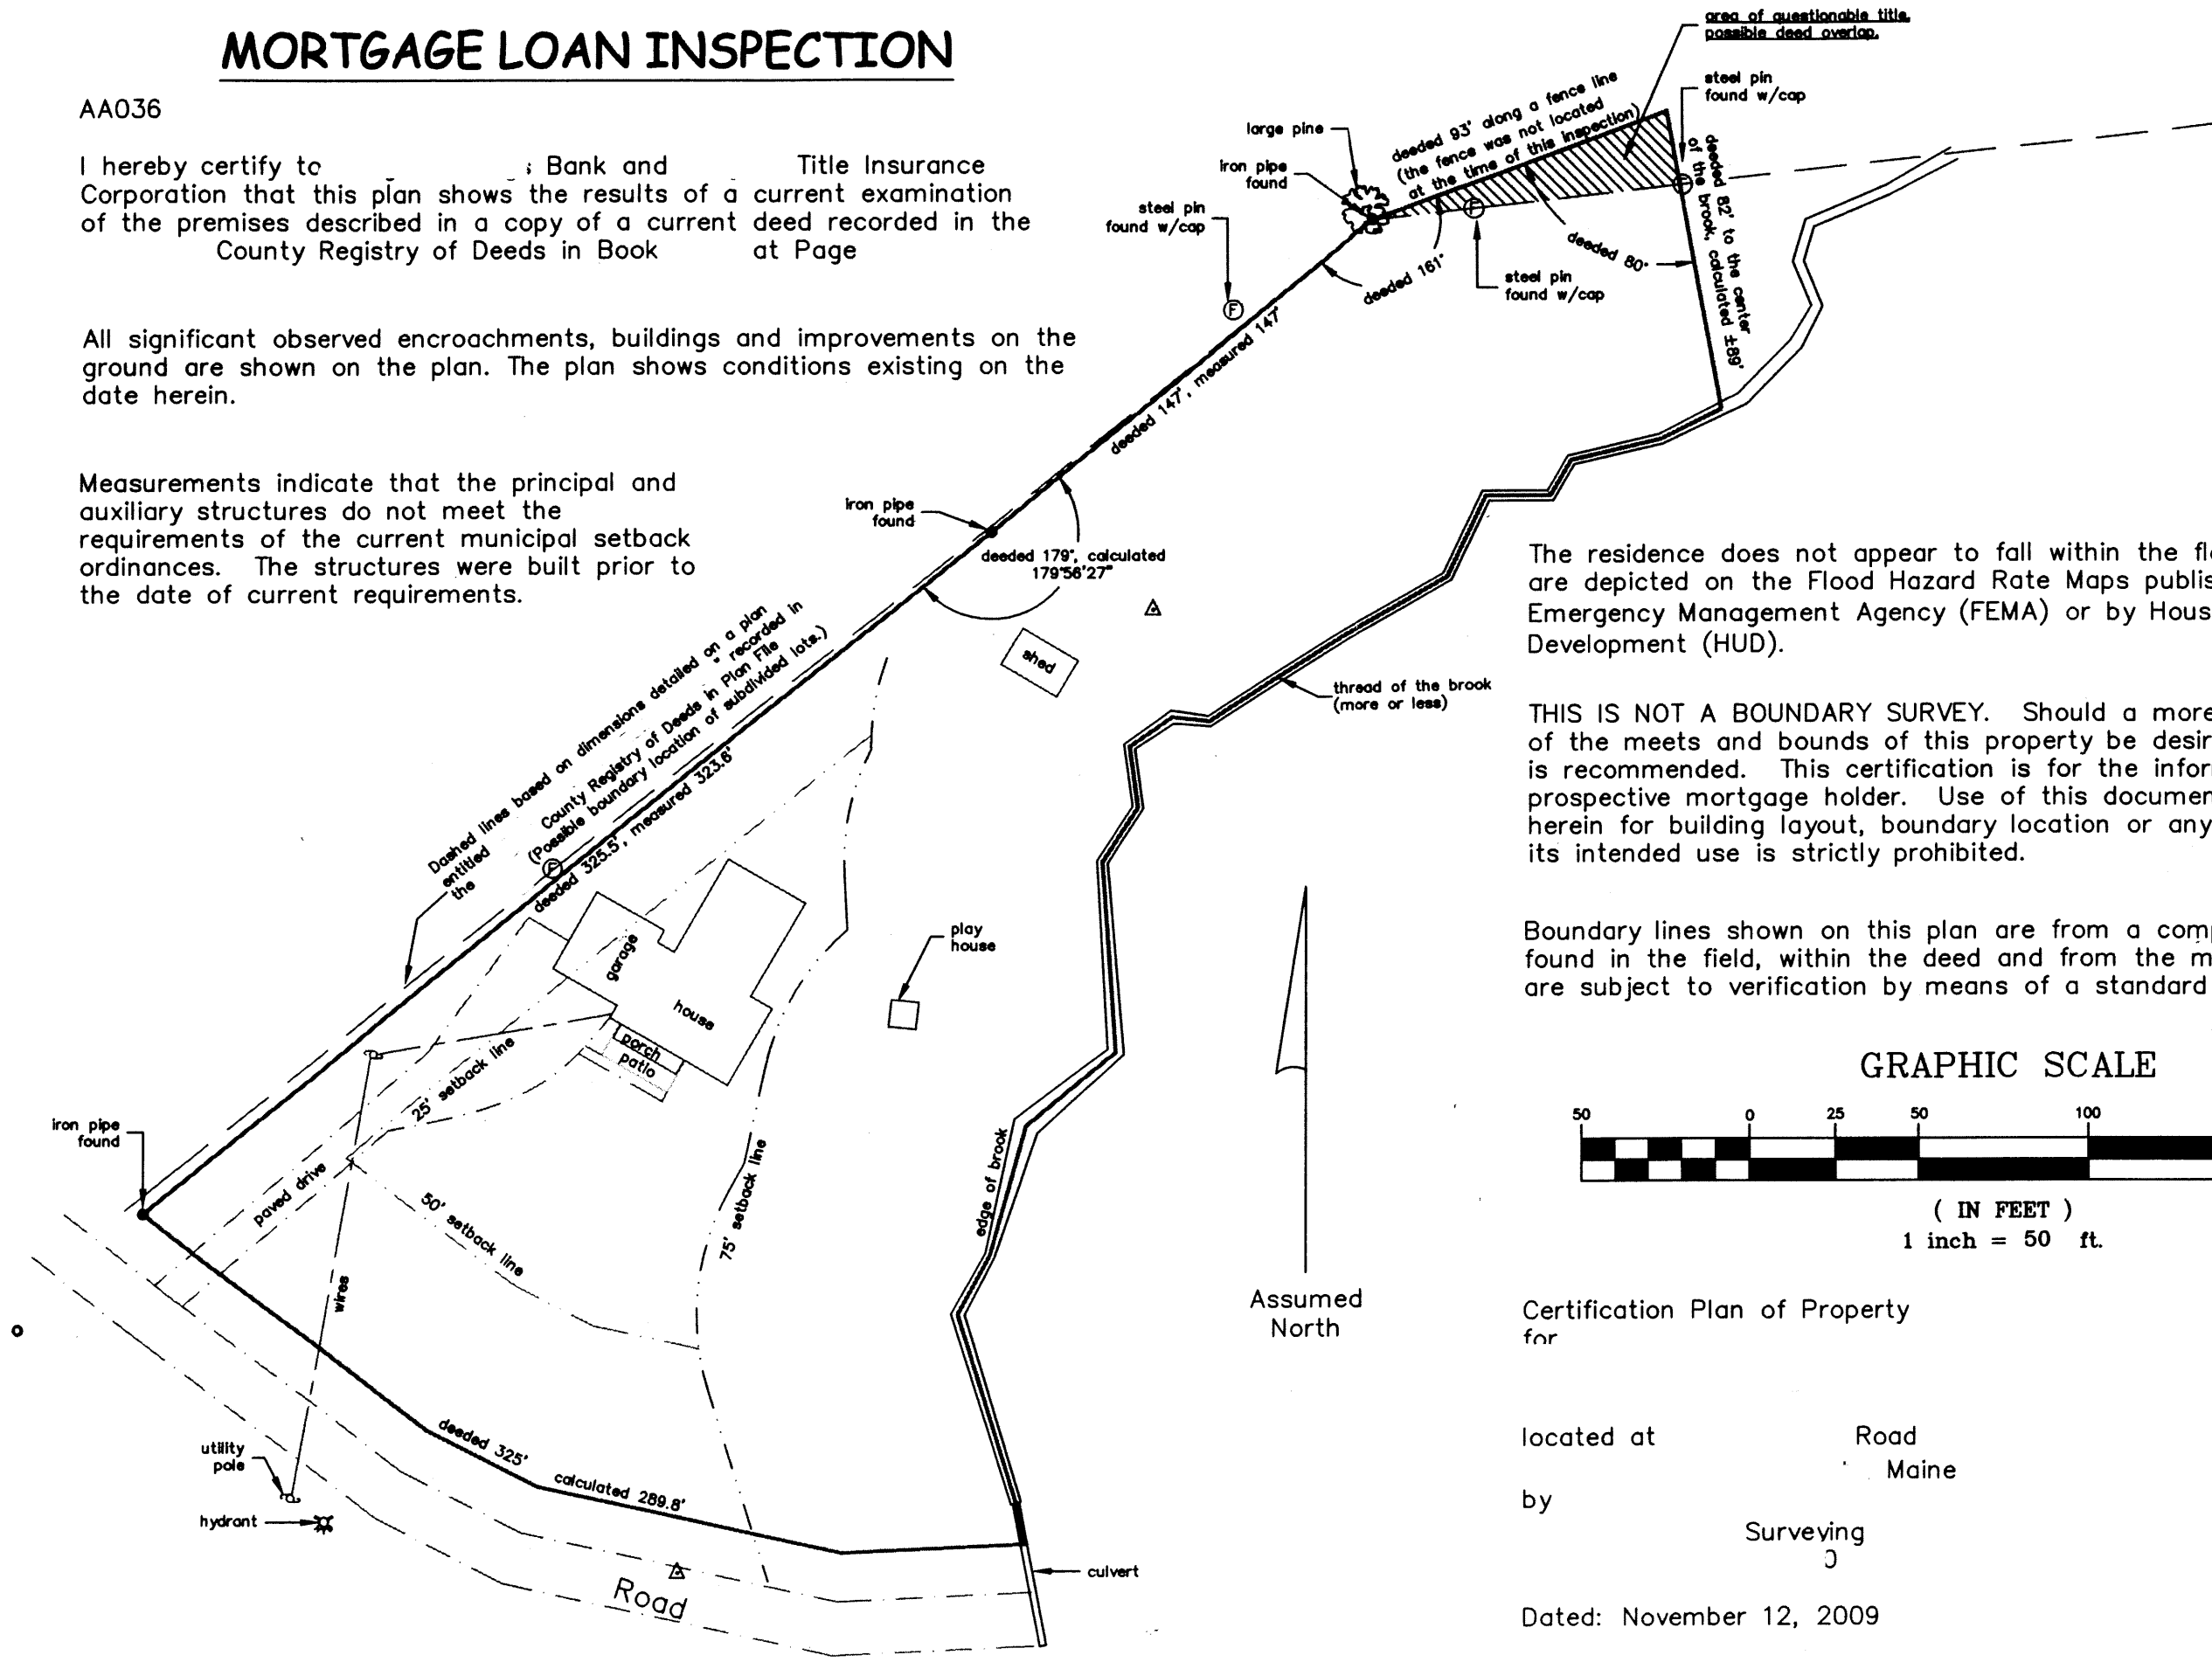 MORTGAGE LOAN INSPECTION
AA036
I hereby certify to Bank and Title Insurance
Corporation that this plan shows the results of a current examination
of the premises described in a copy of a current deed recorded in the
County Registry of Deeds in Book at Page
All significant observed encroachments, buildings and improvements on the
ground are shown on the plan. The plan shows conditions existing on the
date herein.
Measurements indicate that the principal and
auxiliary structures do not meet the
requirements of the current municipal setback
ordinances. The structures were built prior to
the date of current requirements.
area of questionable title.
possible deed overlap.
steel pin
found w/cap
large pine
iron pipe
found
deeded 93' along a fence line
(the fence was not located
at the time of this inspection)
deeded 82' to the center
of the brook, calculated ±89'
steel pin
found w/cap
F
F
F
deeded 161°
deeded 80°
steel pin
found w/cap
deeded 147', measured 147'
iron pipe
found
deeded 179°, calculated
179°56'27"
shed
thread of the brook
(more or less)
Dashed lines based on dimensions detailed on a plan
entitled " recorded in
the County Registry of Deeds in Plan File
(Possible boundary location of subdivided lots.)
F
deeded 325.5', measured 323.6'
garage
house
porch
patio
play
house
25' setback line
iron pipe
found
paved drive
50' setback line
75' setback line
edge of brook
wires
utility
pole
hydrant
deeded 325'
calculated 289.8'
Road
culvert
Assumed
North
The residence does not appear to fall within the
are depicted on the Flood Hazard Rate Maps
Emergency Management Agency (FEMA) or by
Development (HUD).
THIS IS NOT A BOUNDARY SURVEY. Should a more
of the meets and bounds of this property be
is recommended. This certification is for the
prospective mortgage holder. Use of this
herein for building layout, boundary location or any
its intended use is strictly prohibited.
Boundary lines shown on this plan are from a
found in the field, within the deed and from the
are subject to verification by means of a standard
GRAPHIC SCALE
50 0 25 50 100
( IN FEET )
1 inch = 50 ft.
Certification Plan of Property
for
located at Road
Maine
by
Surveying
Dated: November 12, 2009